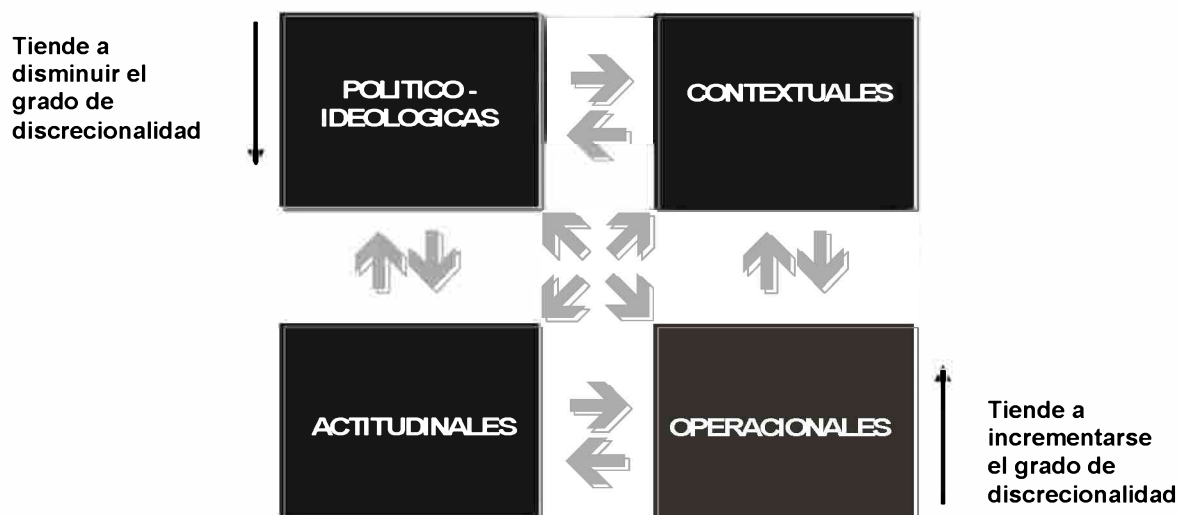 Tiende a
disminuir el
grado de
discrecionalidad
POLITICO -
IDEOLOGICAS
CONTEXTUALES
ACTITUDINALES
OPERACIONALES
Tiende a
incrementarse
el grado de
discrecionalidad